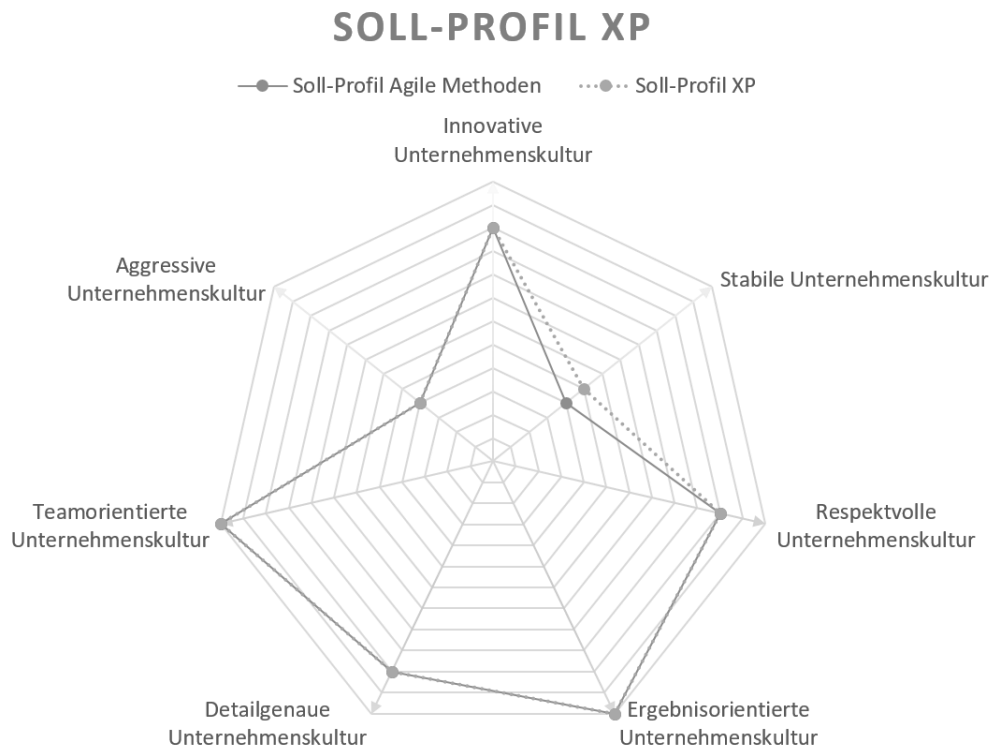 SOLL-PROFIL XP
Soll-Profil Agile Methoden
Soll-Profil XP
Innovative
Unternehmenskultur
Aggressive
Unternehmenskultur
Stabile Unternehmenskultur
Teamorientierte
Unternehmenskultur
Respektvolle
Unternehmenskultur
Detailgenaue
Unternehmenskultur
Ergebnisorientierte
Unternehmenskultur